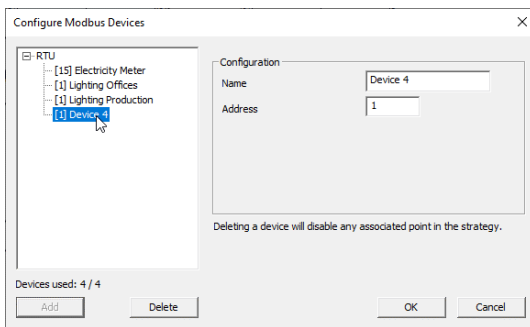 Configure Modbus Devices
RTU
[15] Electricity Meter
[1] Lighting Offices
[1] Lighting Production
[1] Device 4
Configuration
Name
Device 4
Address
1
Deleting a device will disable any associated point in the strategy.
Devices used: 4 / 4
Add
Delete
OK
Cancel